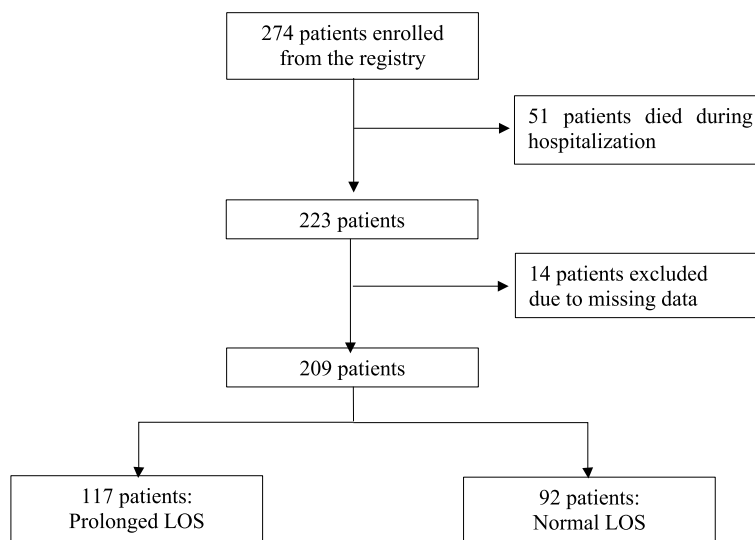 274 patients enrolled
from the registry
51 patients died during
hospitalization
223 patients
14 patients excluded
due to missing data
209 patients
117 patients:
Prolonged LOS
92 patients:
Normal LOS